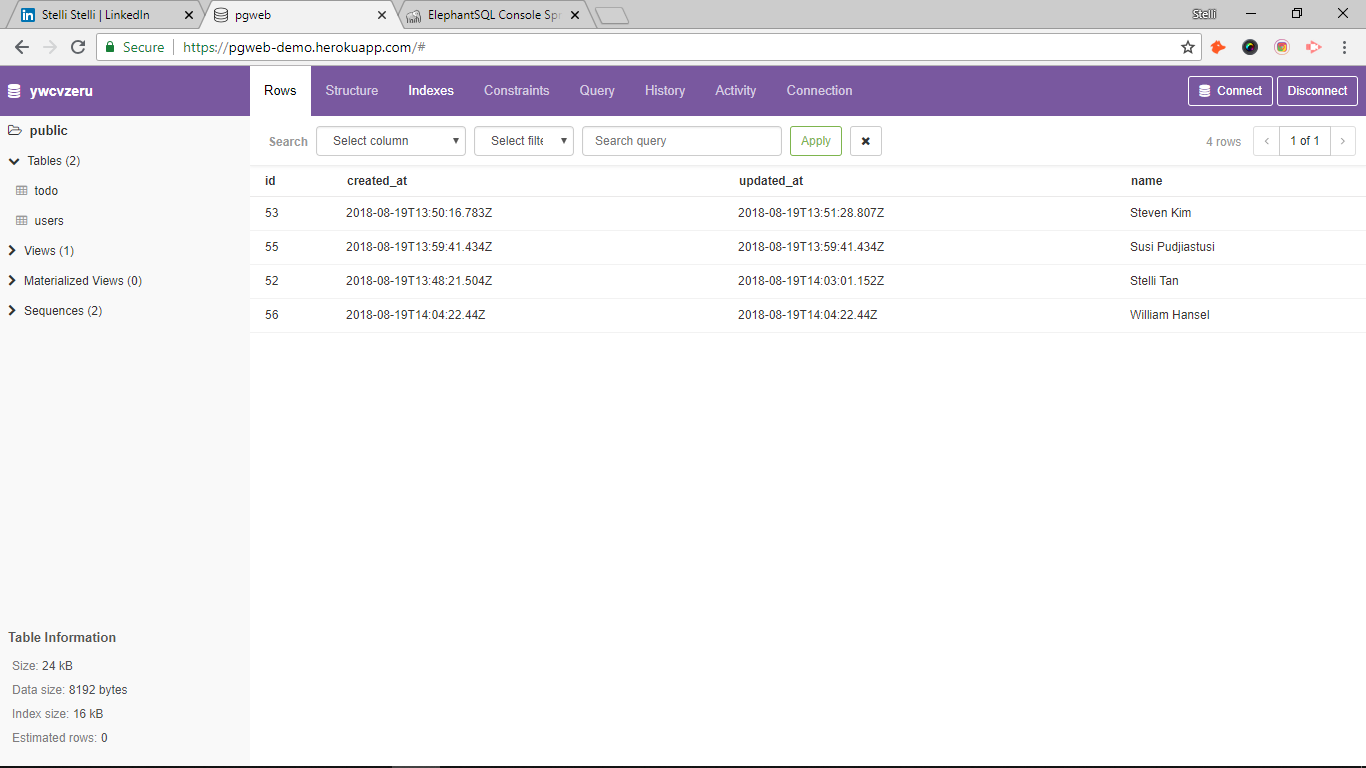 Stelli Stelli | LinkedIn
pgweb
ElephantSQL Console Spr
Stelli
Secure
https://pgweb-demo.herokuapp.com/#
ywcvzeru
Rows Structure Indexes Constraints Query History Activity Connection
Connect
Disconnect
public
Tables (2)
todo
users
Views (1)
Materialized Views (0)
Sequences (2)
Search Select column Select filte Search query Apply
4 rows 1 of 1
id created_at updated_at name
53 2018-08-19T13:50:16.783Z 2018-08-19T13:51:28.807Z Steven Kim
55 2018-08-19T13:59:41.434Z 2018-08-19T13:59:41.434Z Susi Pudjiastusi
52 2018-08-19T13:48:21.504Z 2018-08-19T14:03:01.152Z Stelli Tan
56 2018-08-19T14:04:22.44Z 2018-08-19T14:04:22.44Z William Hansel
Table Information
Size: 24 kB
Data size: 8192 bytes
Index size: 16 kB
Estimated rows: 0